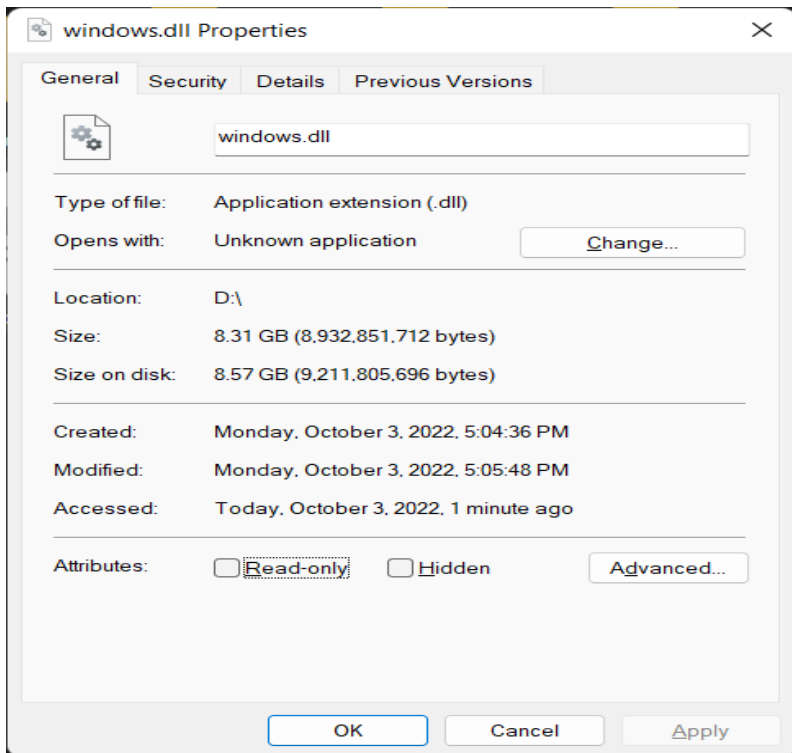 windows.dll Properties
General Security Details Previous Versions
windows.dll
Type of file: Application extension (.dll)
Opens with: Unknown application Change...
Location: D:\
Size: 8.31 GB (8,932,851,712 bytes)
Size on disk: 8.57 GB (9,211,805,696 bytes)
Created: Monday, October 3, 2022, 5:04:36 PM
Modified: Monday, October 3, 2022, 5:05:48 PM
Accessed: Today, October 3, 2022, 1 minute ago
Attributes: Read-only Hidden Advanced...
OK Cancel Apply